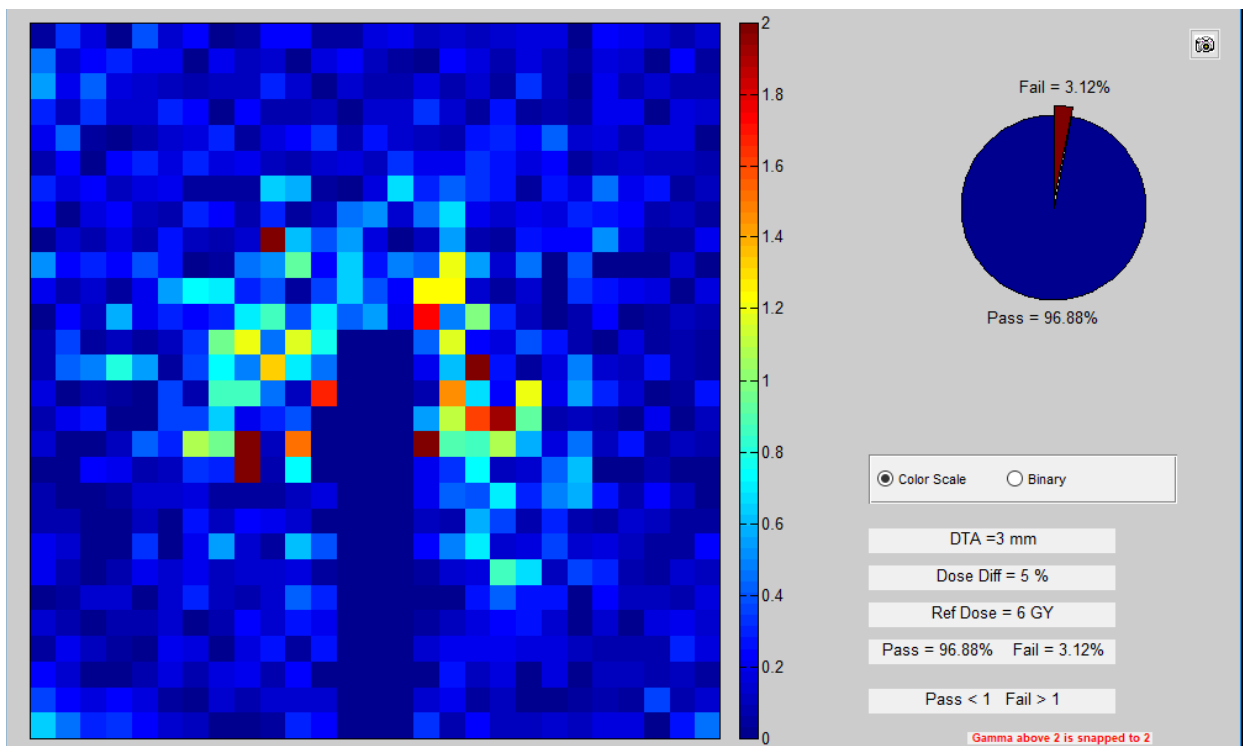 2
1.8
1.6
1.4
1.2
1
0.8
0.6
0.4
0.2
0
Fail = 3.12%
Pass = 96.88%
Color Scale Binary
DTA =3 mm
Dose Diff = 5 %
Ref Dose = 6 GY
Pass = 96.88% Fail = 3.12%
Pass < 1 Fail > 1
Gamma above 2 is snapped to 2